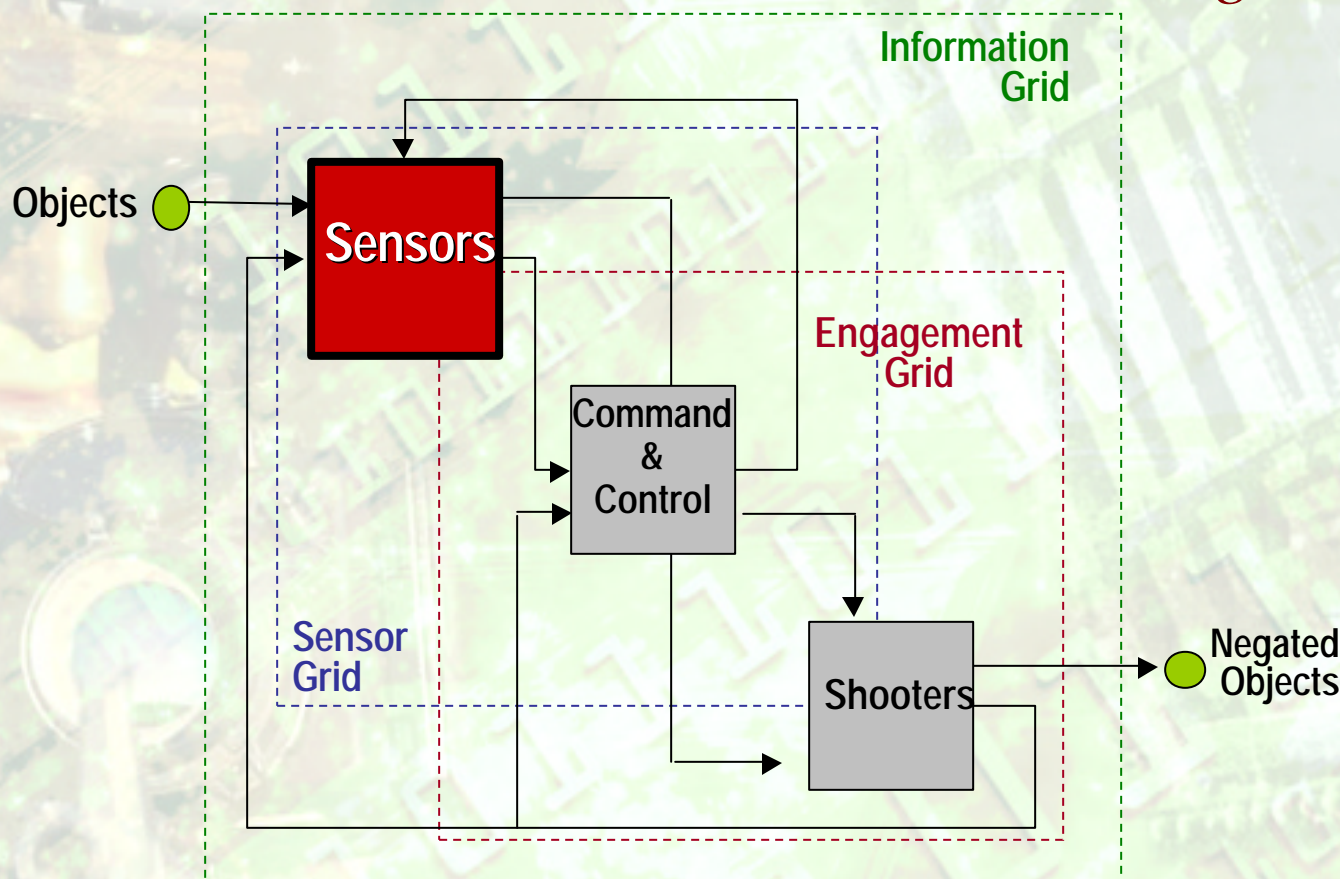 Information
Grid
Objects
Sensors
Engagement
Grid
Command
&
Control
Sensor
Grid
Shooters
Negated
Objects